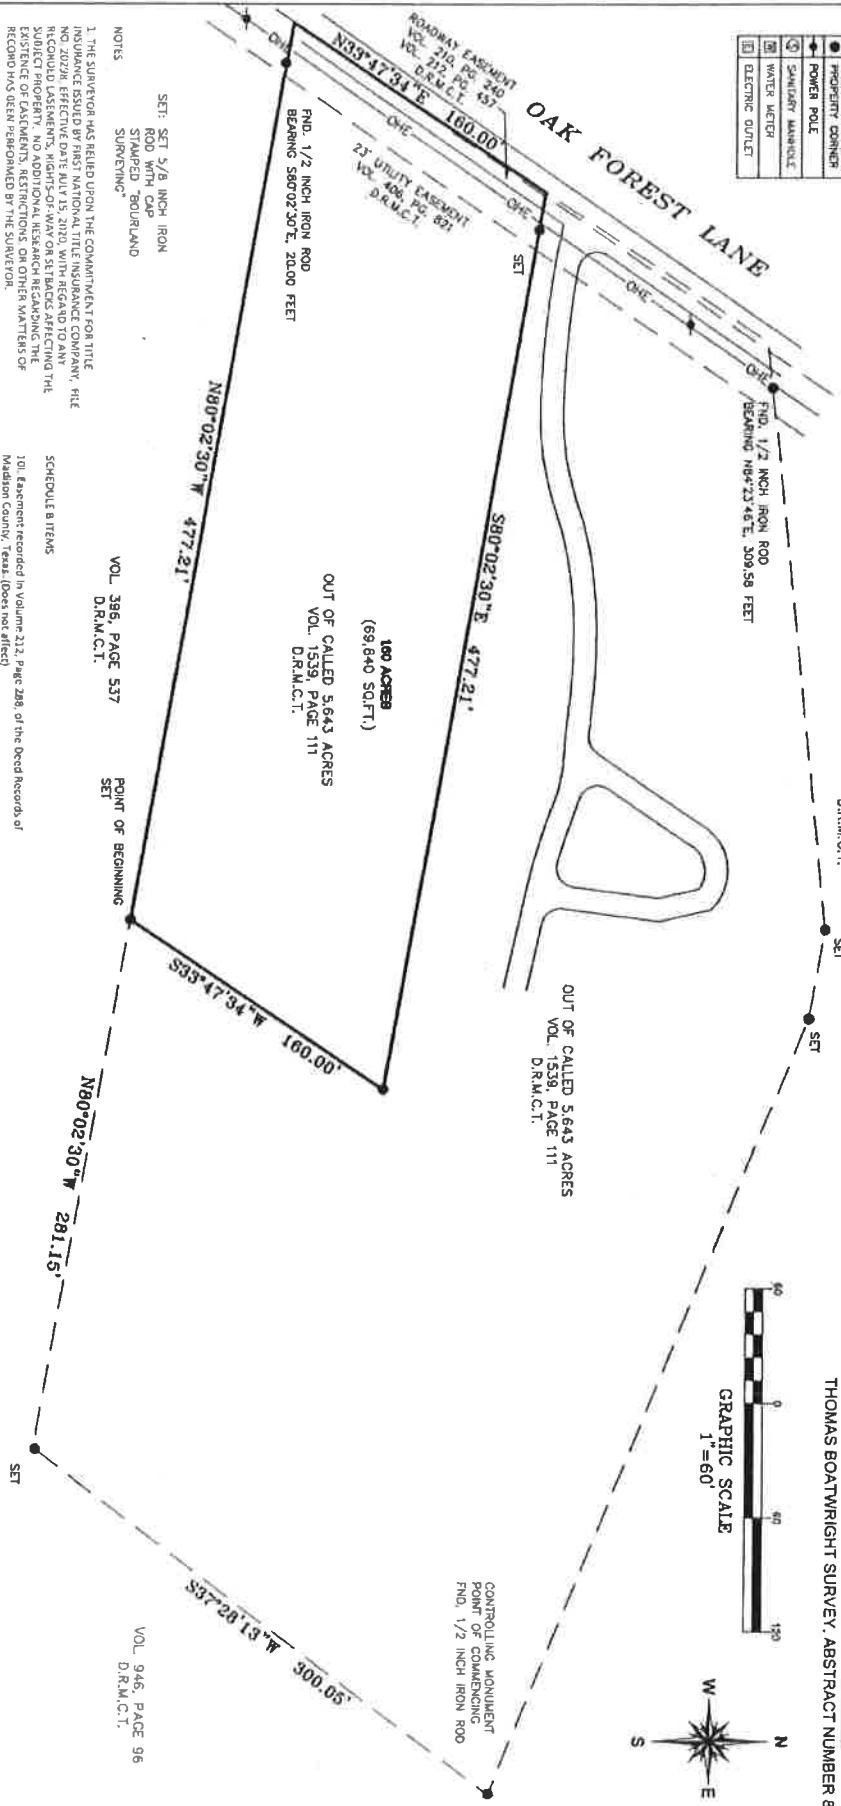 PROPERTY CORNER
POWER POLE
SANITARY MANHOLE
WATER METER
ELECTRIC OUTLET
ROADWAY EASEMENT
VOL. 210, PG. 240
VOL. 212, PG. 457
D.R.M.C.T.
OAK FOREST LANE
N33°47'34"E 160.00'
OHE
OHE
OHE
OHE
OHE
23' UTILITY EASEMENT
VOL. 406, PG. 821
D.R.M.C.T.
SET
FND. 1/2 INCH IRON ROD
BEARING S80°02'30"E, 20.00 FEET
FND. 1/2 INCH IRON ROD
BEARING N84°23'46"E, 309.58 FEET
SET: SET 5/8 INCH IRON
ROD WITH CAP
STAMPED "BOURLAND
SURVEYING"
NOTES
1. THE SURVEYOR HAS RELIED UPON THE COMMITMENT FOR TITLE
INSURANCE ISSUED BY FIRST NATIONAL TITLE INSURANCE COMPANY, FILE
NO. EFFECTIVE DATE JULY 15, 2020, WITH REGARD TO ANY
RECORDED EASEMENTS, RIGHTS-OF-WAY OR SETBACKS AFFECTING THE
SUBJECT PROPERTY. NO ADDITIONAL RESEARCH REGARDING THE
EXISTENCE OF EASEMENTS, RESTRICTIONS, OR OTHER MATTERS OF
RECORD HAS BEEN PERFORMED BY THE SURVEYOR.
SCHEDULE B ITEMS
10i. Easement recorded in Volume 212, Page 288, of the Deed Records of
Madison County, Texas. (Does not affect)
N80°02'30"W 477.21'
S80°02'30"E 477.21'
160 ACRES
(69,840 SQ.FT.)
OUT OF CALLED 5.643 ACRES
VOL. 1539, PAGE 111
D.R.M.C.T.
VOL. 396, PAGE 537
D.R.M.C.T.
POINT OF BEGINNING
SET
S33°47'34"W 160.00'
OUT OF CALLED 5.643 ACRES
VOL. 1539, PAGE 111
D.R.M.C.T.
SET
SET
N80°02'30"W 281.15'
SET
S37°28'13"W 300.05'
VOL. 946, PAGE 96
D.R.M.C.T.
CONTROLLING MONUMENT
POINT OF COMMENCING
FND. 1/2 INCH IRON ROD
60 0 60 120
GRAPHIC SCALE
1"=60'
THOMAS BOATWRIGHT SURVEY, ABSTRACT NUMBER
N
W
E
S